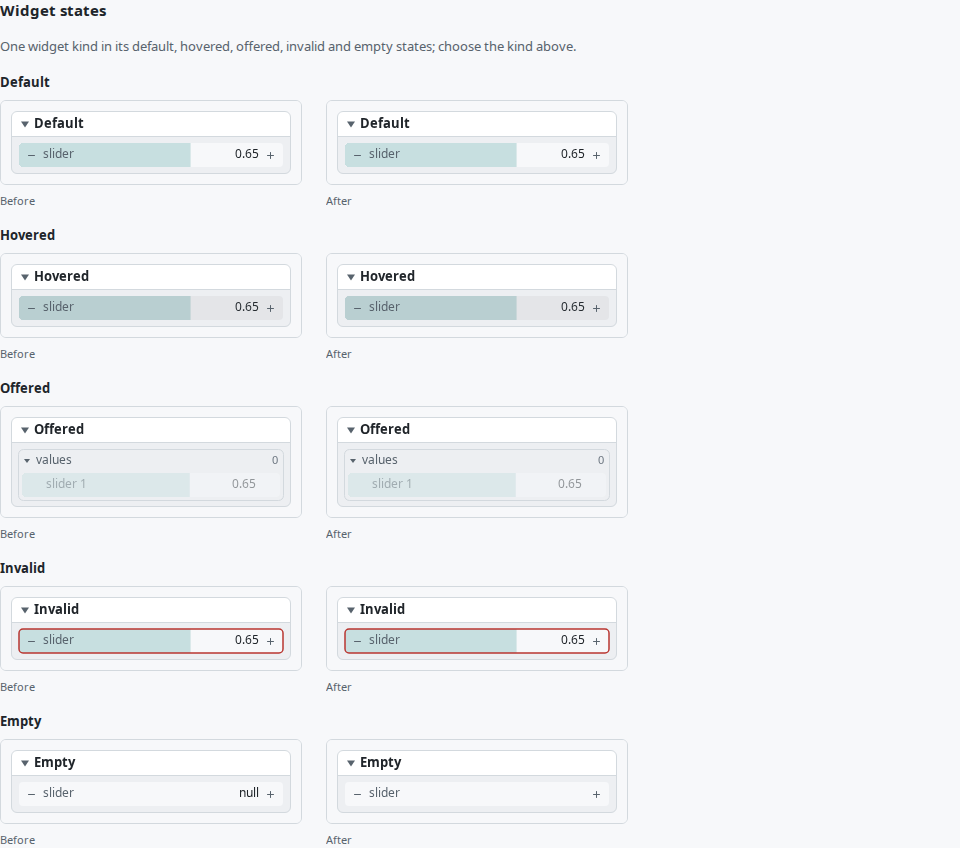 Widget states
One widget kind in its default, hovered, offered, invalid and empty states; choose the kind above.
Default
Default
– slider 0.65 +
Before
Default
– slider 0.65 +
After
Hovered
Hovered
– slider 0.65 +
Before
Hovered
– slider 0.65 +
After
Offered
Offered
values 0
slider 1 0.65
Before
Offered
values 0
slider 1 0.65
After
Invalid
Invalid
– slider 0.65 +
Before
Invalid
– slider 0.65 +
After
Empty
Empty
– slider null +
Before
Empty
– slider +
After